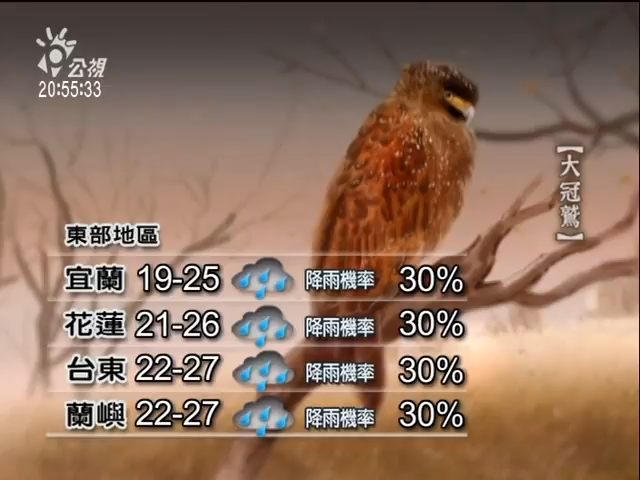 公視
20:55:33
【大冠鷲】
東部地區
宜蘭 19-25 降雨機率 30%
花蓮 21-26 降雨機率 30%
台東 22-27 降雨機率 30%
蘭嶼 22-27 降雨機率 30%